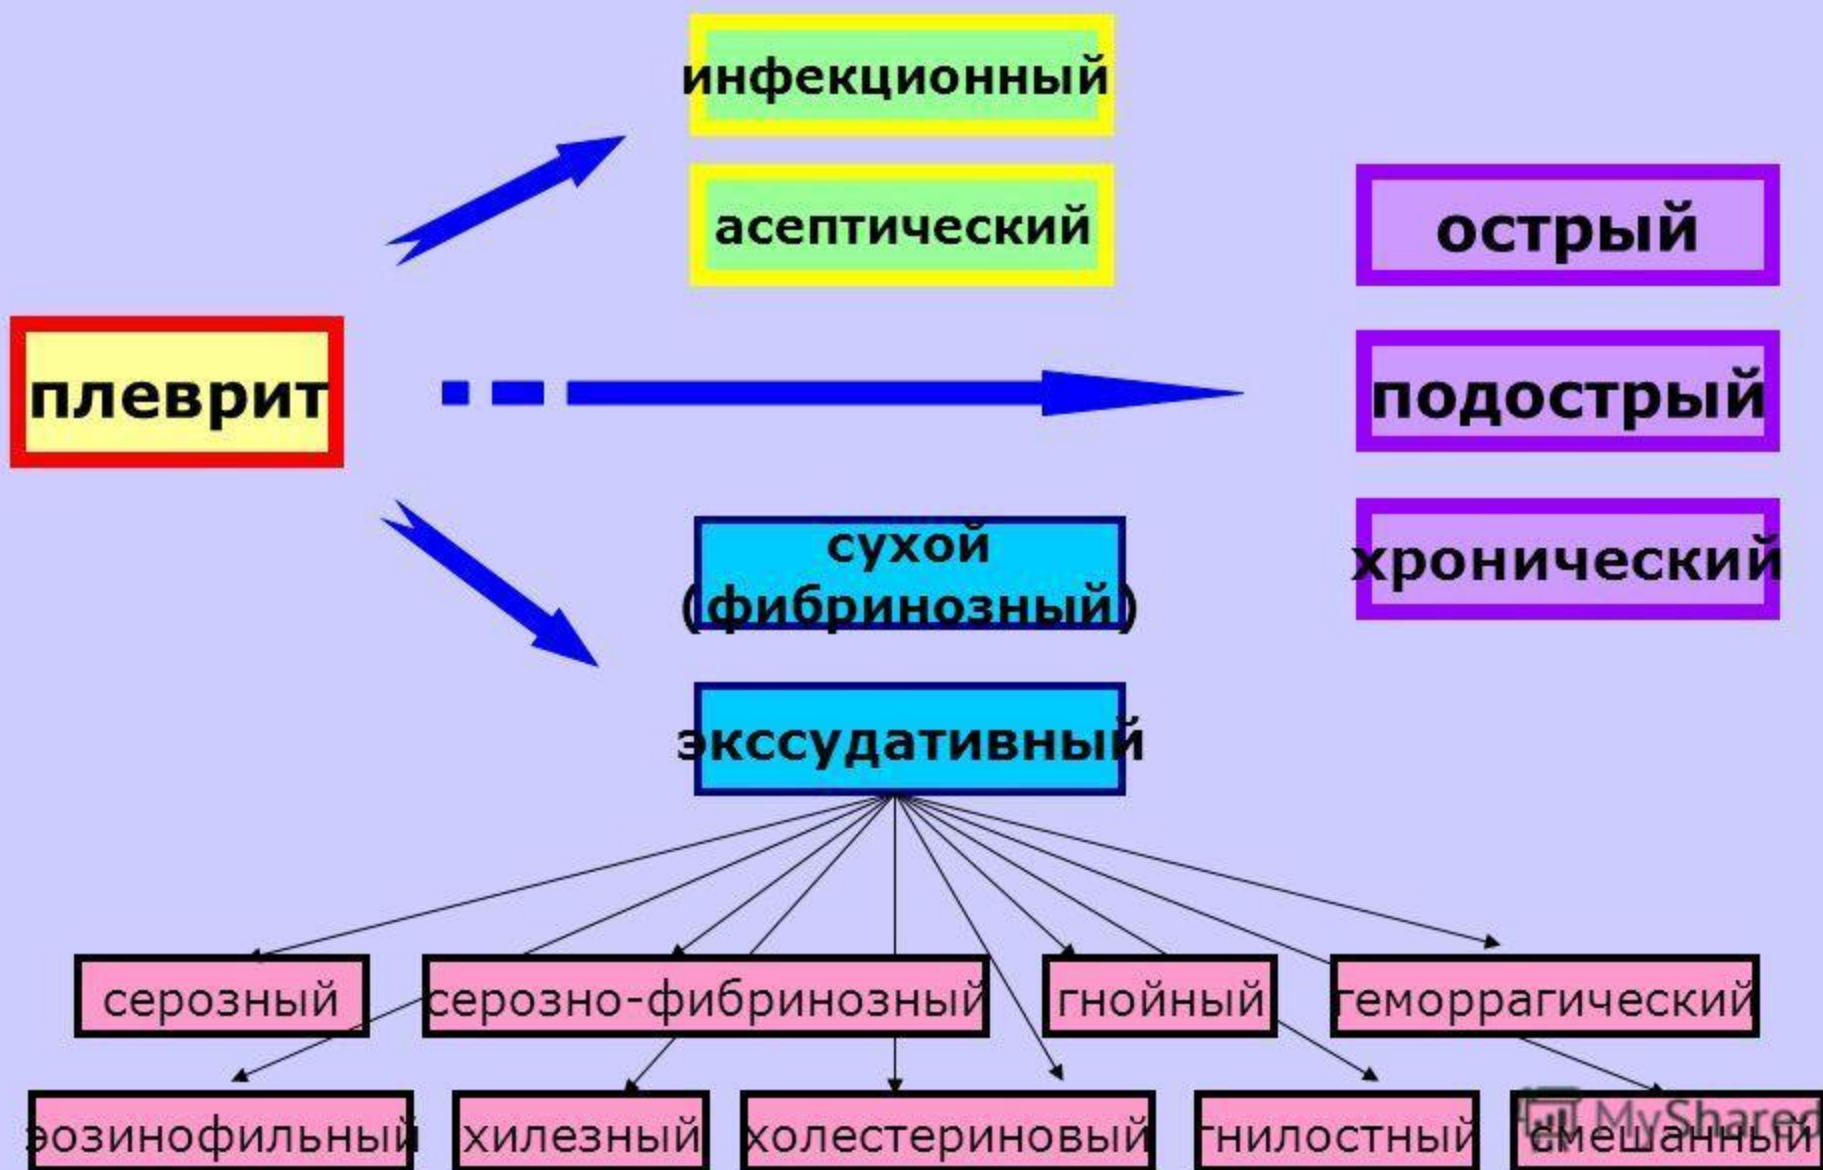 инфекционный
асептический
острый
плеврит
подострый
сухой
(фибринозный)
хронический
экссудативный
серозный
серозно-фибринозный
гнойный
геморрагический
эозинофильный
хилезный
холестериновый
гнилостный
смешанный
MyShared